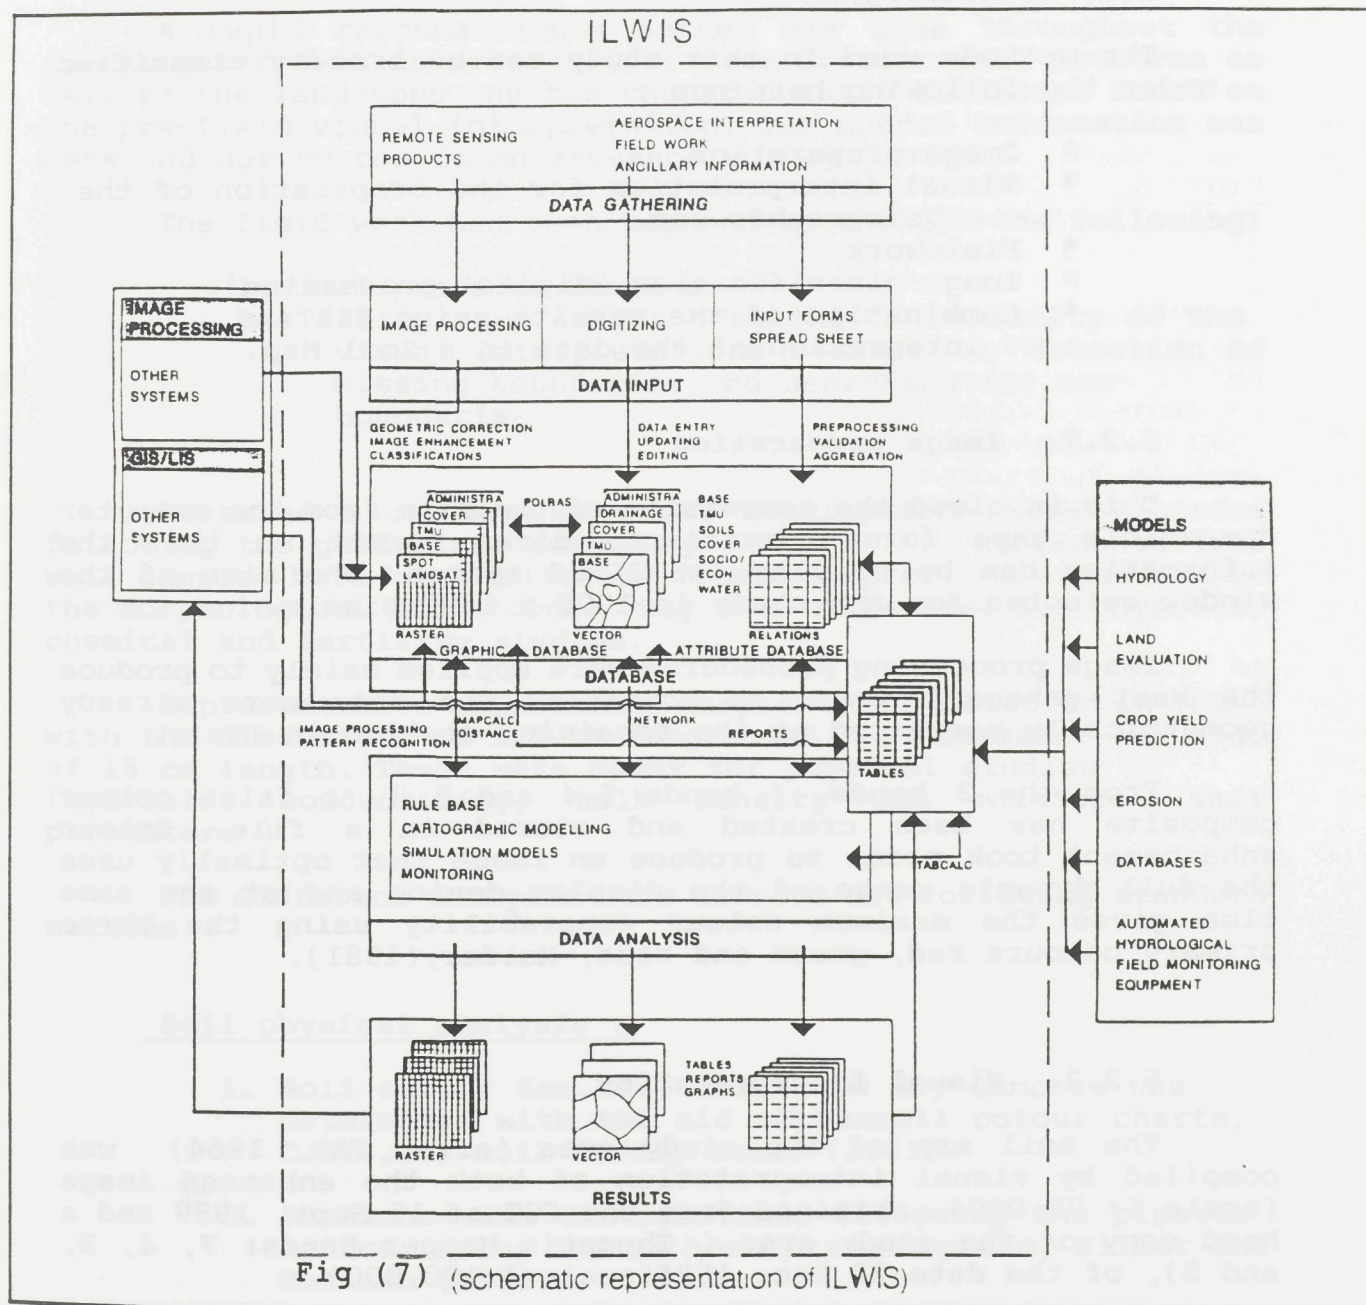 ILWIS
REMOTE SENSING
PRODUCTS
AEROSPACE INTERPRETATION
FIELD WORK
ANCILLARY INFORMATION
DATA GATHERING
IMAGE PROCESSING
DIGITIZING
INPUT FORMS
SPREAD SHEET
DATA INPUT
IMAGE
PROCESSING
OTHER
SYSTEMS
GIS/LIS
OTHER
SYSTEMS
GEOMETRIC CORRECTION
IMAGE ENHANCEMENT
CLASSIFICATIONS
DATA ENTRY
UPDATING
EDITING
PREPROCESSING
VALIDATION
AGGREGATION
ADMINISTRA
COVER
TMU
BASE
SPOT
LANDSAT
RASTER
POLRAS
ADMINISTRA
DRAINAGE
COVER
TMU
BASE
VECTOR
BASE
TMU
SOILS
COVER
SOCIO/
ECON
WATER
RELATIONS
GRAPHIC DATABASE
ATTRIBUTE DATABASE
DATABASE
IMAGE PROCESSING
PATTERN RECOGNITION
MAPCALC
DISTANCE
NETWORK
REPORTS
TABLES
TABCALC
RULE BASE
CARTOGRAPHIC MODELLING
SIMULATION MODELS
MONITORING
DATA ANALYSIS
MODELS
HYDROLOGY
LAND
EVALUATION
CROP YIELD
PREDICTION
EROSION
DATABASES
AUTOMATED
HYDROLOGICAL
FIELD MONITORING
EQUIPMENT
RASTER
VECTOR
TABLES
REPORTS
GRAPHS
RESULTS
Fig (7) (schematic representation of ILWIS)